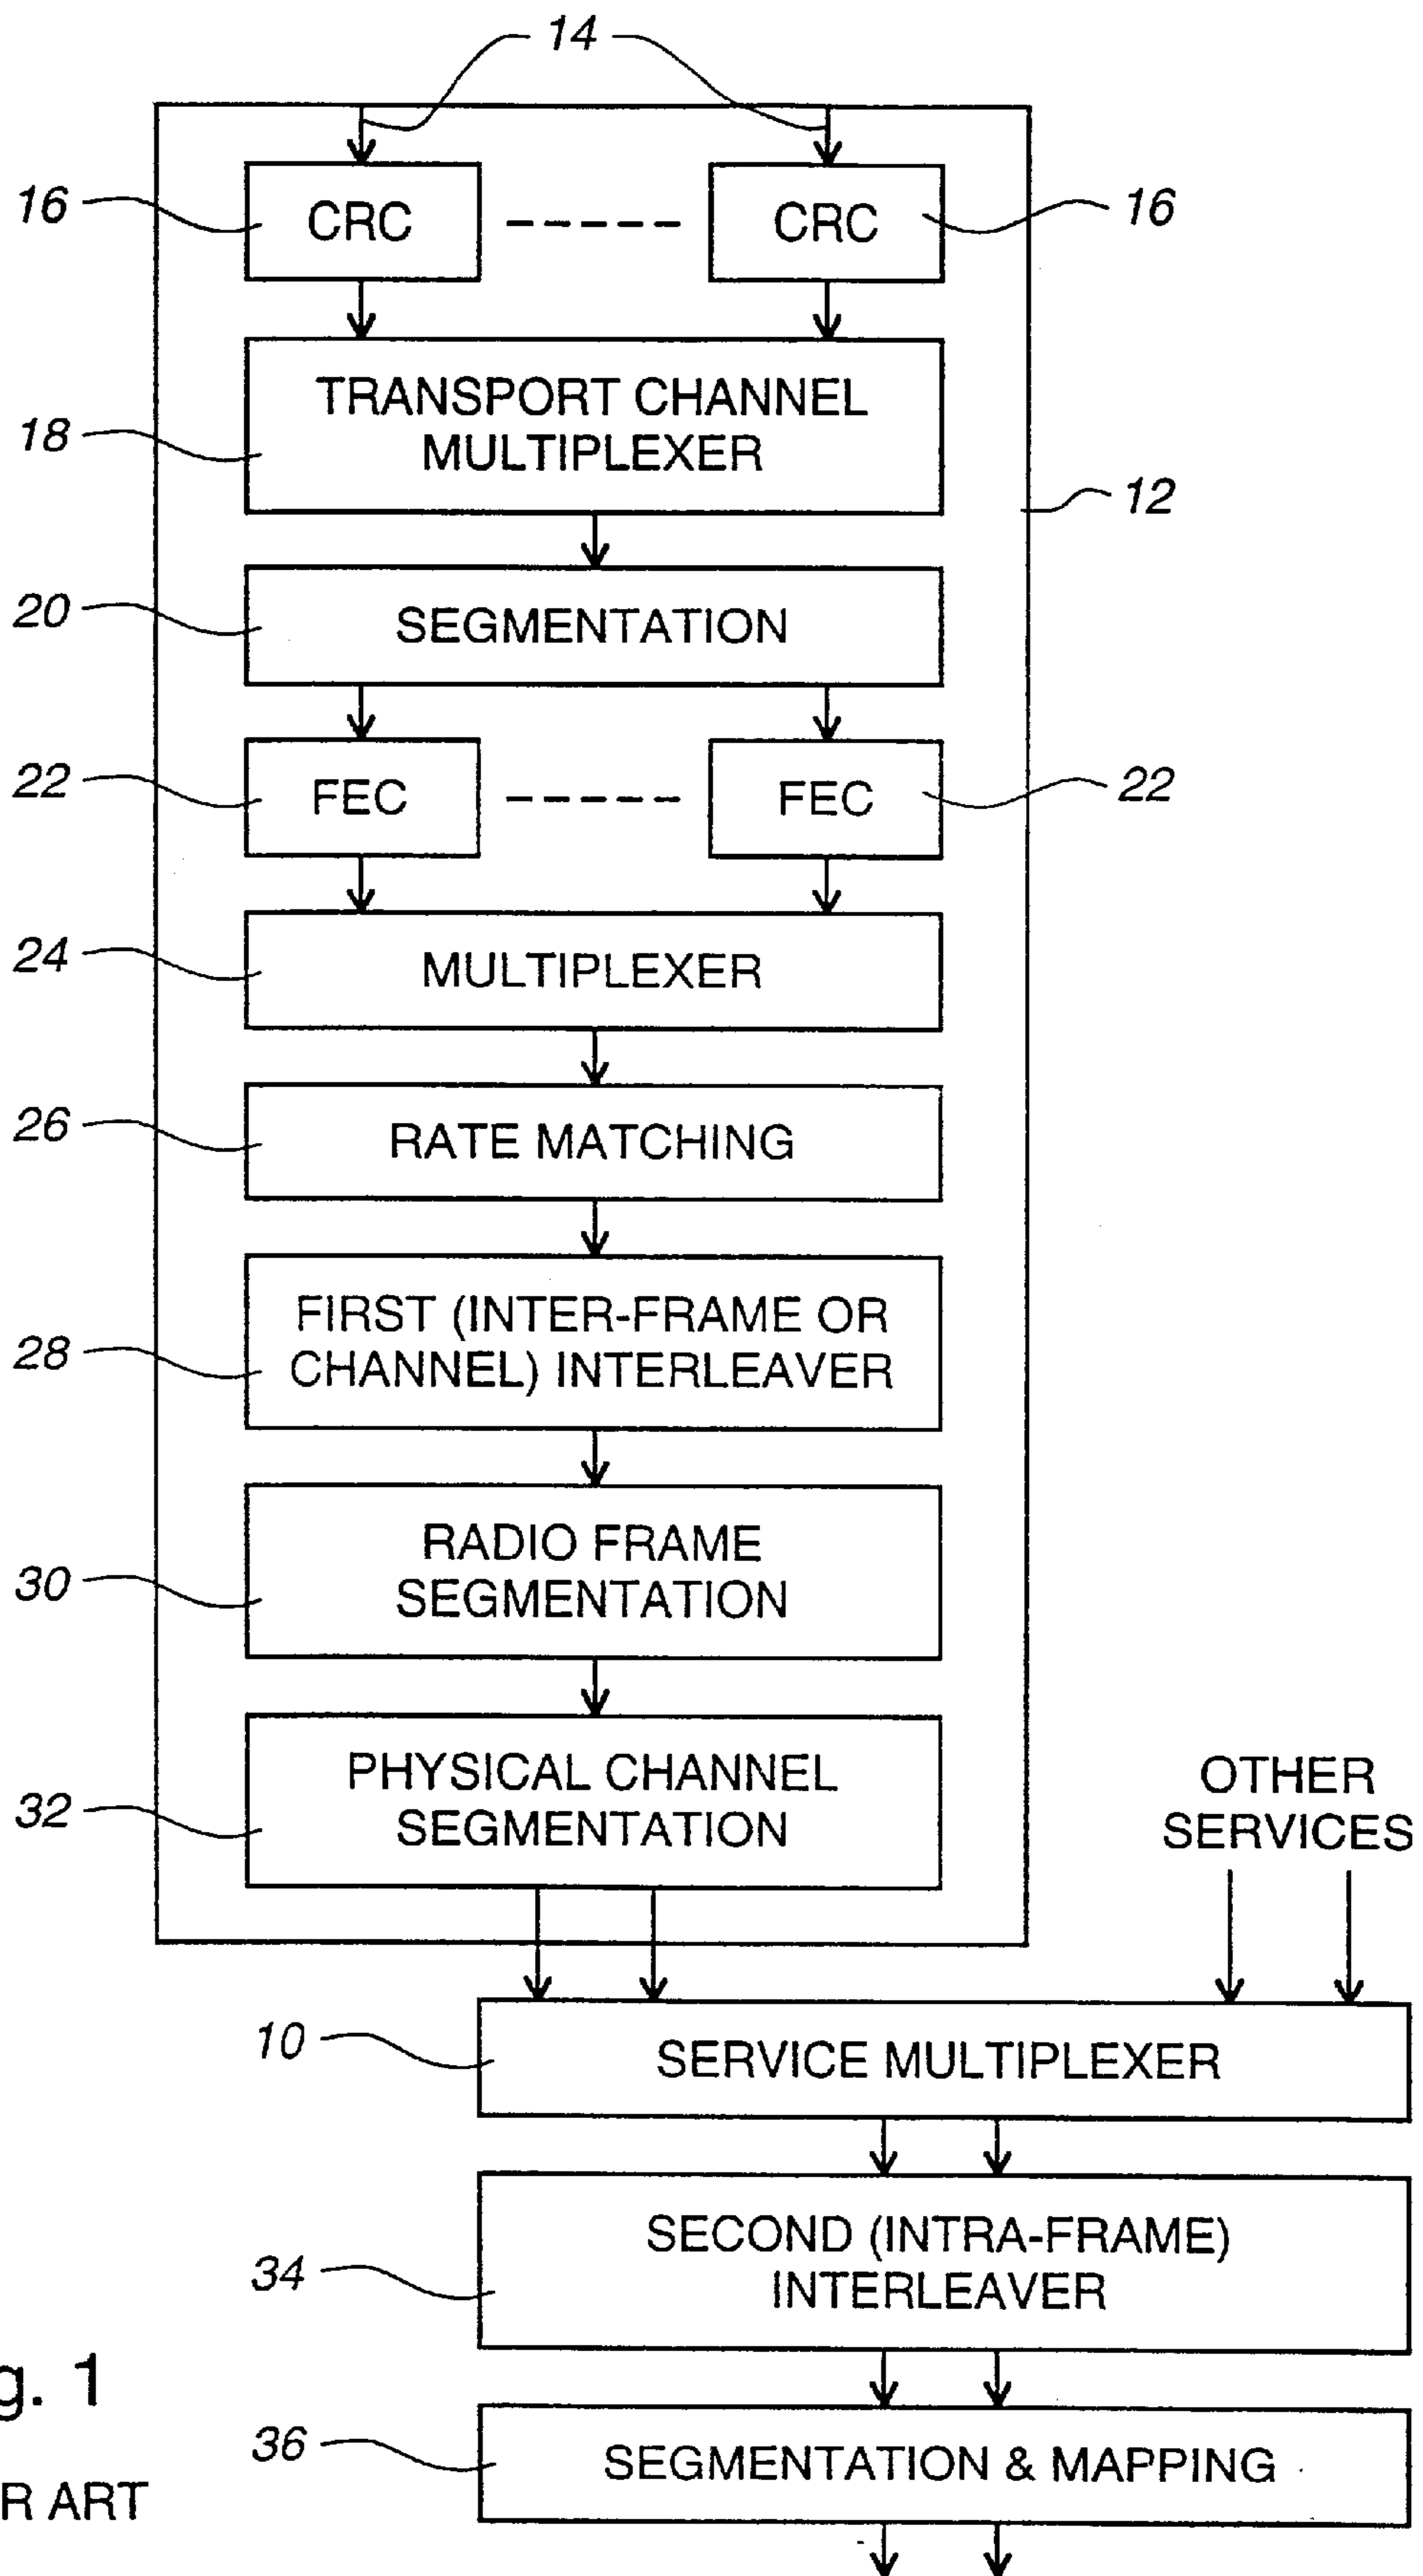 14
16
CRC
CRC
16
TRANSPORT CHANNEL
MULTIPLEXER
18
12
20
SEGMENTATION
22
FEC
FEC
22
24
MULTIPLEXER
26
RATE MATCHING
FIRST (INTER-FRAME OR
CHANNEL) INTERLEAVER
28
RADIO FRAME
SEGMENTATION
30
PHYSICAL CHANNEL
SEGMENTATION
32
OTHER
SERVICES
10
SERVICE MULTIPLEXER
SECOND (INTRA-FRAME)
INTERLEAVER
34
g. 1
36
SEGMENTATION & MAPPING
R ART